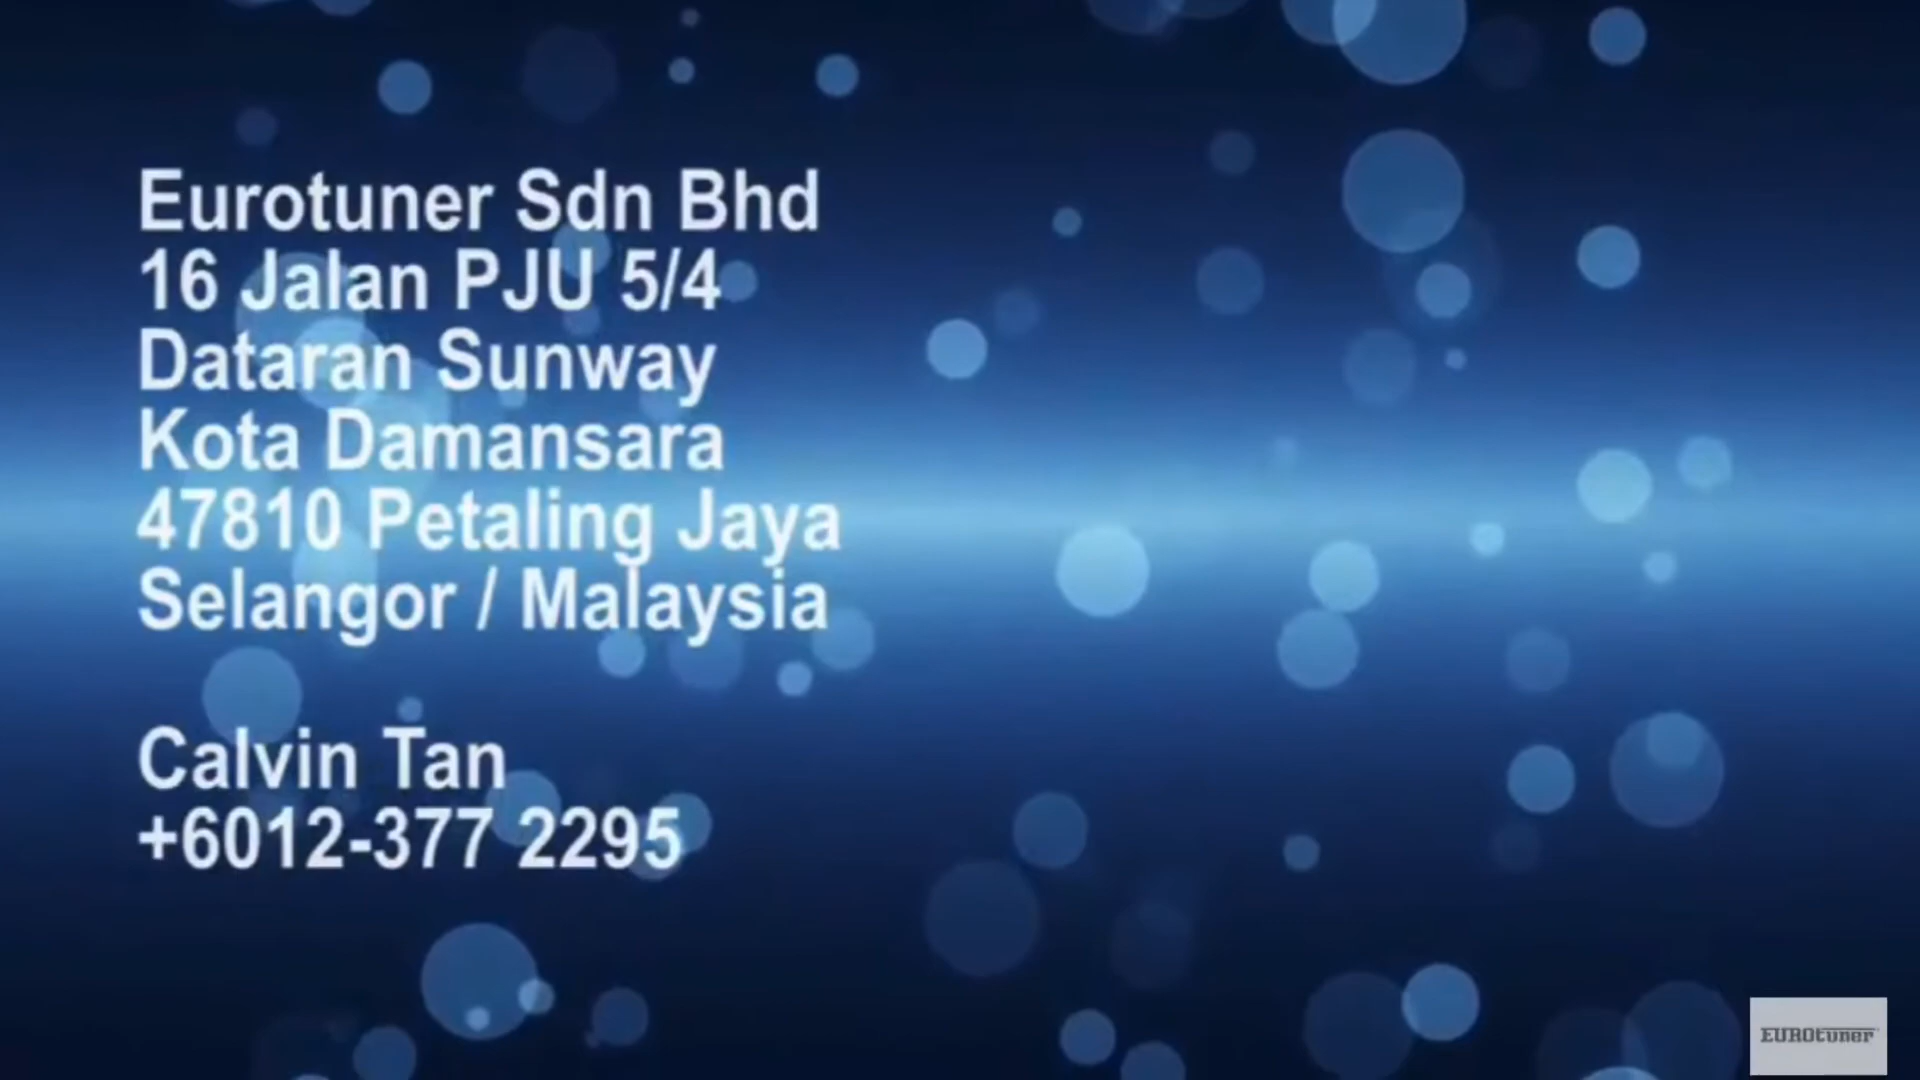 Eurotuner Sdn Bhd
16 Jalan PJU 5/4
Dataran Sunway
Kota Damansara
47810 Petaling Jaya
Selangor / Malaysia
Calvin Tan
+6012-377 2295
EUROtuner